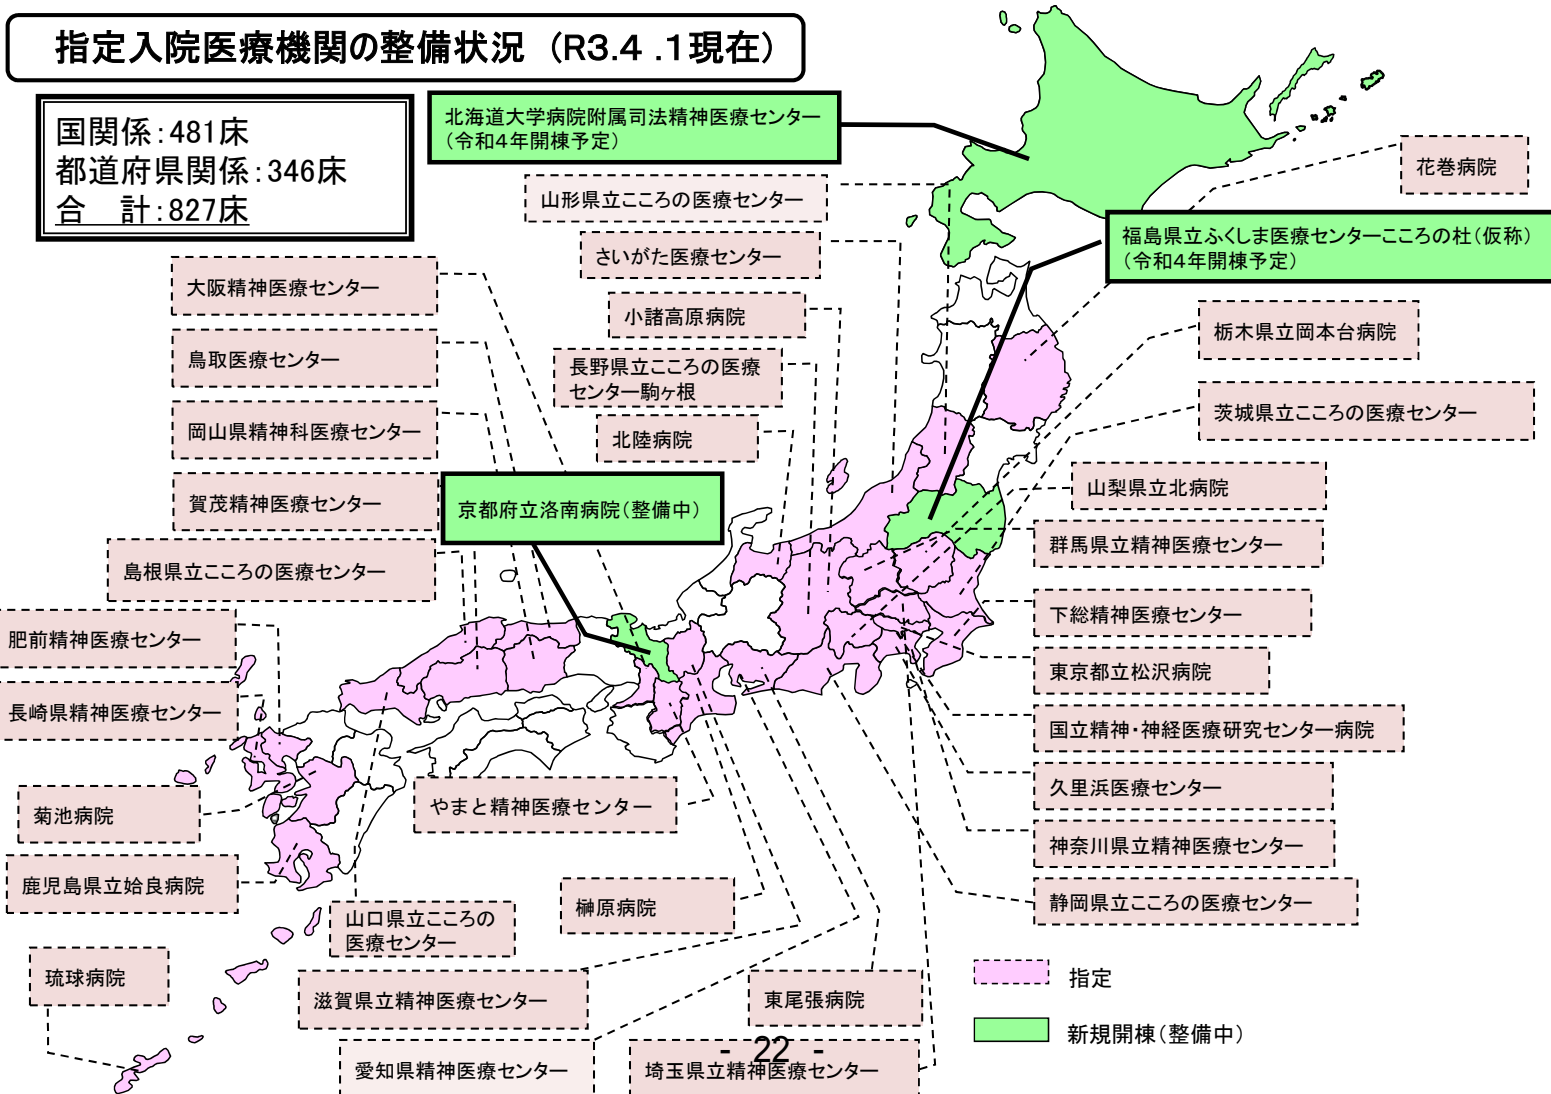 指定入院医療機関の整備状況（R3.4 .1現在）
国関係：481床
都道府県関係：346床
合　計：827床
北海道大学病院附属司法精神医療センター
（令和４年開棟予定）
花巻病院
山形県立こころの医療センター
福島県立ふくしま医療センターこころの杜（仮称）
（令和４年開棟予定）
さいがた医療センター
大阪精神医療センター
小諸高原病院
栃木県立岡本台病院
鳥取医療センター
長野県立こころの医療
センター駒ヶ根
茨城県立こころの医療センター
岡山県精神科医療センター
北陸病院
山梨県立北病院
賀茂精神医療センター
京都府立洛南病院（整備中）
群馬県立精神医療センター
島根県立こころの医療センター
下総精神医療センター
肥前精神医療センター
東京都立松沢病院
長崎県精神医療センター
国立精神・神経医療研究センター病院
久里浜医療センター
やまと精神医療センター
菊池病院
神奈川県立精神医療センター
鹿児島県立姶良病院
静岡県立こころの医療センター
榊原病院
山口県立こころの
医療センター
琉球病院
指定
滋賀県立精神医療センター
東尾張病院
新規開棟（整備中）
- 22 -
愛知県精神医療センター
埼玉県立精神医療センター